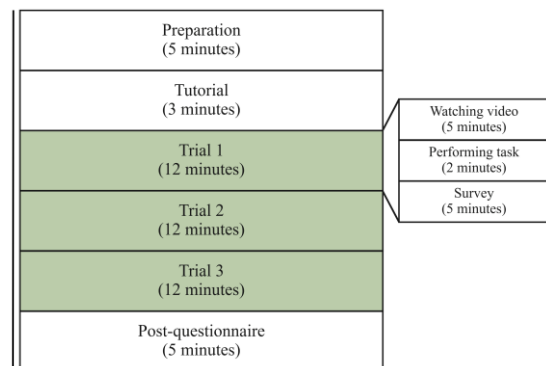 Preparation
(5 minutes)
Tutorial
(3 minutes)
Trial 1
(12 minutes)
Trial 2
(12 minutes)
Trial 3
(12 minutes)
Post-questionnaire
(5 minutes)
Watching video
(5 minutes)
Performing task
(2 minutes)
Survey
(5 minutes)